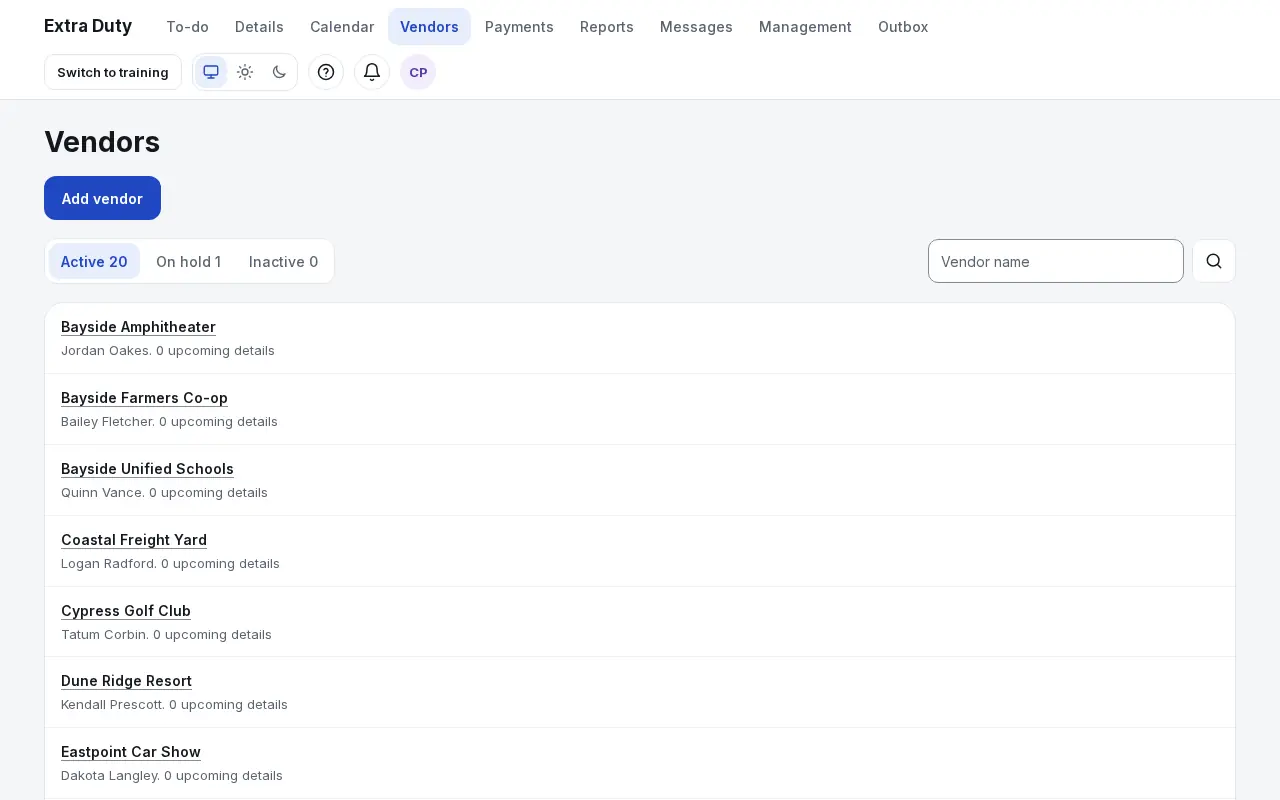 Extra Duty To-do Details Calendar Vendors Payments Reports Messages Management Outbox
Switch to training CP
Vendors
Add vendor
Active 20 On hold 1 Inactive 0 Vendor name
Bayside Amphitheater
Jordan Oakes. 0 upcoming details
Bayside Farmers Co-op
Bailey Fletcher. 0 upcoming details
Bayside Unified Schools
Quinn Vance. 0 upcoming details
Coastal Freight Yard
Logan Radford. 0 upcoming details
Cypress Golf Club
Tatum Corbin. 0 upcoming details
Dune Ridge Resort
Kendall Prescott. 0 upcoming details
Eastpoint Car Show
Dakota Langley. 0 upcoming details